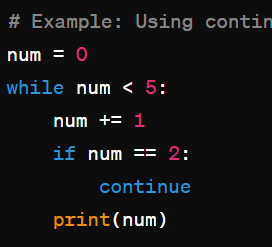 # Example: Using contin
num = 0
while num < 5:
    num += 1
    if num == 2:
        continue
    print(num)